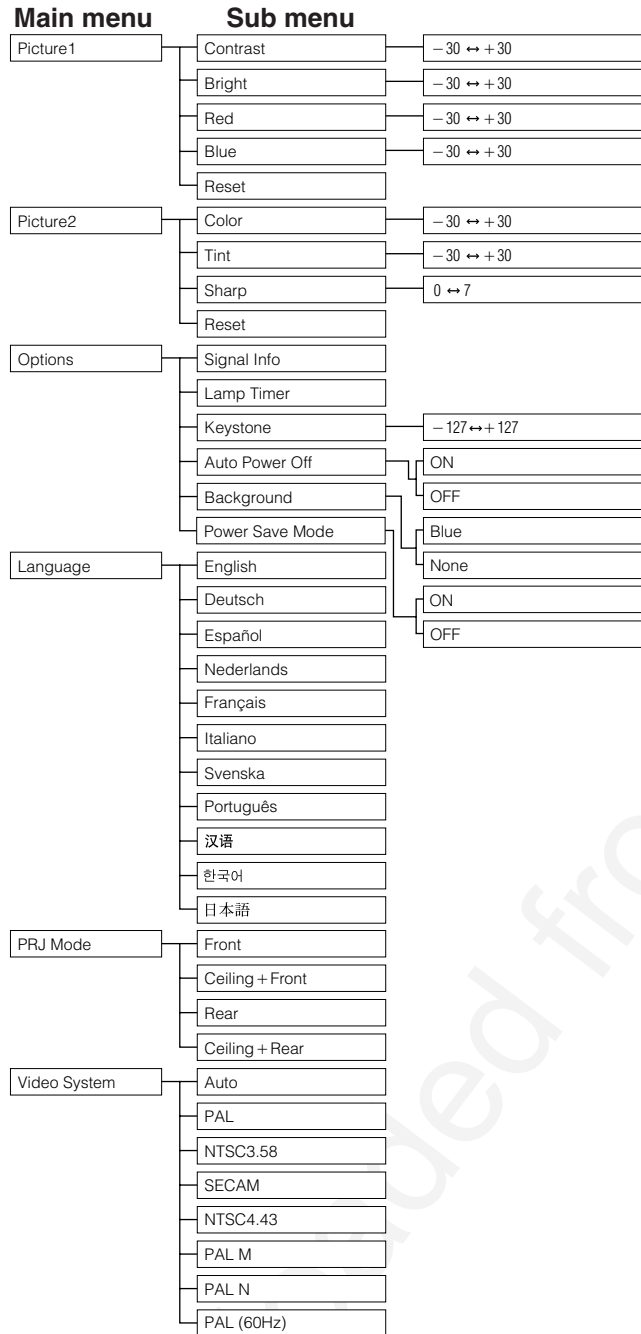 Main menu Sub menu
Picture1 Contrast −30 ↔ +30
Bright −30 ↔ +30
Red −30 ↔ +30
Blue −30 ↔ +30
Reset
Picture2 Color −30 ↔ +30
Tint −30 ↔ +30
Sharp 0 ↔ 7
Reset
Options Signal Info
Lamp Timer
Keystone −127 ↔ +127
Auto Power Off ON
Background OFF
Power Save Mode Blue
Language English None
Deutsch ON
Español OFF
Nederlands
Français
Italiano
Svenska
Português
汉语
한국어
日本語
PRJ Mode Front
Ceiling+Front
Rear
Ceiling+Rear
Video System Auto
PAL
NTSC3.58
SECAM
NTSC4.43
PAL M
PAL N
PAL (60Hz)